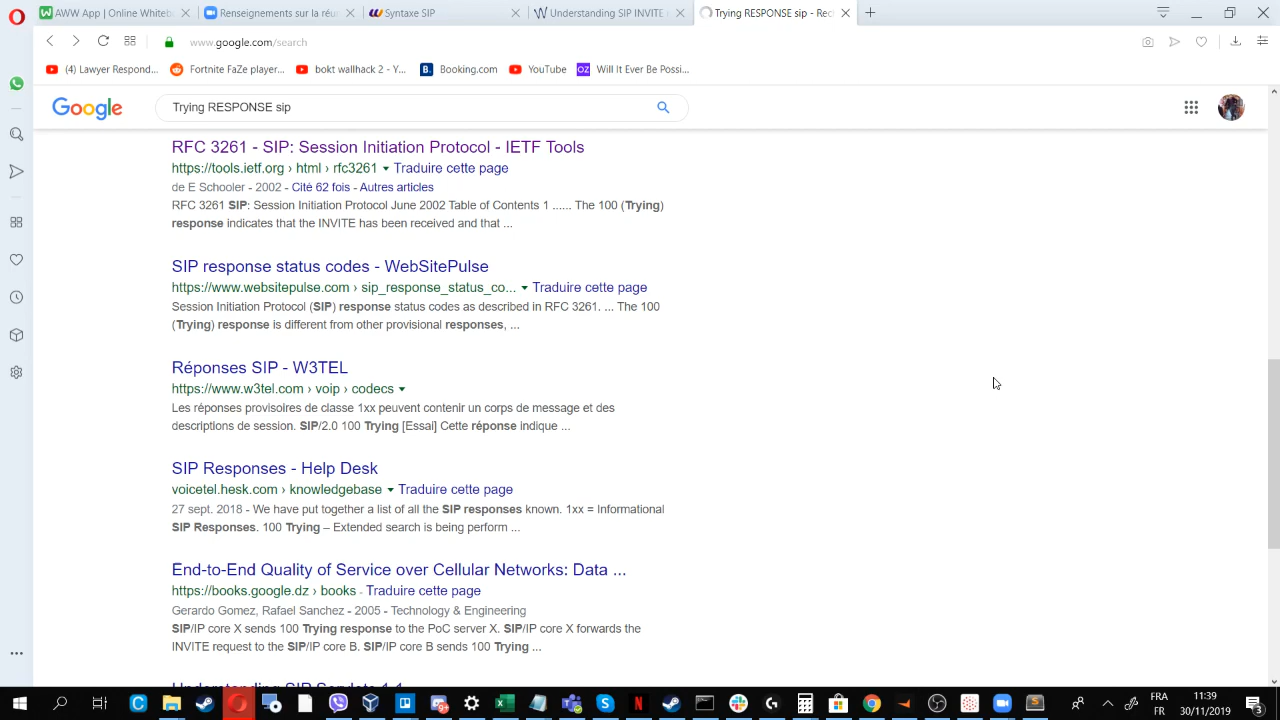 AWW App | Online Whiteb
Renseignements sur la réu
Syntaxe SIP
Understanding SIP INVITE
Trying RESPONSE sip - Rec
www.google.com/search
(4) Lawyer Respond...
Fortnite FaZe player...
bokt wallhack 2 - Y...
Booking.com
YouTube
Will It Ever Be Possi...
Google
Trying RESPONSE sip
RFC 3261 - SIP: Session Initiation Protocol - IETF Tools
https://tools.ietf.org › html › rfc3261 Traduire cette page
de E Schooler - 2002 - Cité 62 fois - Autres articles
RFC 3261 SIP: Session Initiation Protocol June 2002 Table of Contents 1 ...... The 100 (Trying)
response indicates that the INVITE has been received and that ...
SIP response status codes - WebSitePulse
https://www.websitepulse.com › sip_response_status_co... Traduire cette page
Session Initiation Protocol (SIP) response status codes as described in RFC 3261. ... The 100
(Trying) response is different from other provisional responses, ...
Réponses SIP - W3TEL
https://www.w3tel.com › voip › codecs
Les réponses provisoires de classe 1xx peuvent contenir un corps de message et des
descriptions de session. SIP/2.0 100 Trying [Essai] Cette réponse indique ...
SIP Responses - Help Desk
voicetel.hesk.com › knowledgebase Traduire cette page
27 sept. 2018 - We have put together a list of all the SIP responses known. 1xx = Informational
SIP Responses. 100 Trying – Extended search is being perform ...
End-to-End Quality of Service over Cellular Networks: Data ...
https://books.google.dz › books - Traduire cette page
Gerardo Gomez, Rafael Sanchez - 2005 - Technology & Engineering
SIP/IP core X sends 100 Trying response to the PoC server X. SIP/IP core X forwards the
INVITE request to the SIP/IP core B. SIP/IP core B sends 100 Trying ...
Understanding SIP Servlets 1.1
FRA
FR
11:39
30/11/2019
3